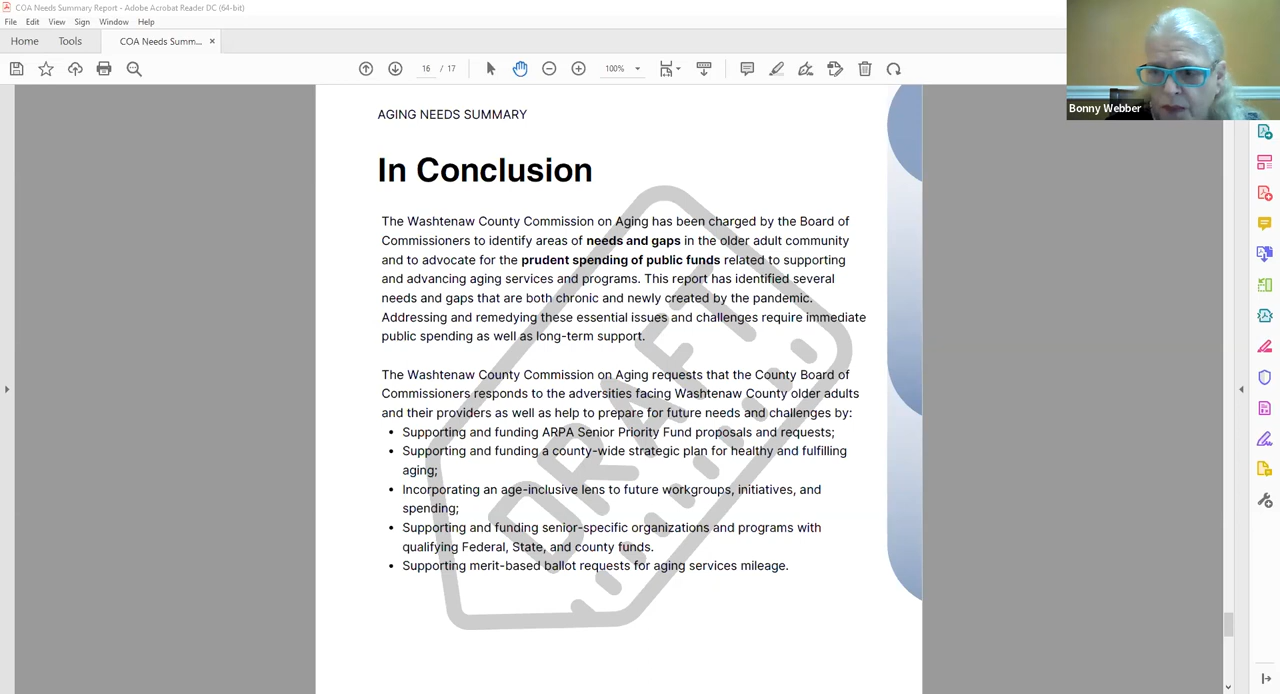 COA Needs Summary Report - Adobe Acrobat Reader DC (64-bit)
File Edit View Sign Window Help
Home Tools COA Needs Summ... ×
16 / 17 100%
Bonny Webber
AGING NEEDS SUMMARY
In Conclusion
The Washtenaw County Commission on Aging has been charged by the Board of
Commissioners to identify areas of needs and gaps in the older adult community
and to advocate for the prudent spending of public funds related to supporting
and advancing aging services and programs. This report has identified several
needs and gaps that are both chronic and newly created by the pandemic.
Addressing and remedying these essential issues and challenges require immediate
public spending as well as long-term support.
The Washtenaw County Commission on Aging requests that the County Board of
Commissioners responds to the adversities facing Washtenaw County older adults
and their providers as well as help to prepare for future needs and challenges by:
• Supporting and funding ARPA Senior Priority Fund proposals and requests;
• Supporting and funding a county-wide strategic plan for healthy and fulfilling
aging;
• Incorporating an age-inclusive lens to future workgroups, initiatives, and
spending;
• Supporting and funding senior-specific organizations and programs with
qualifying Federal, State, and county funds.
• Supporting merit-based ballot requests for aging services mileage.
DRAFT